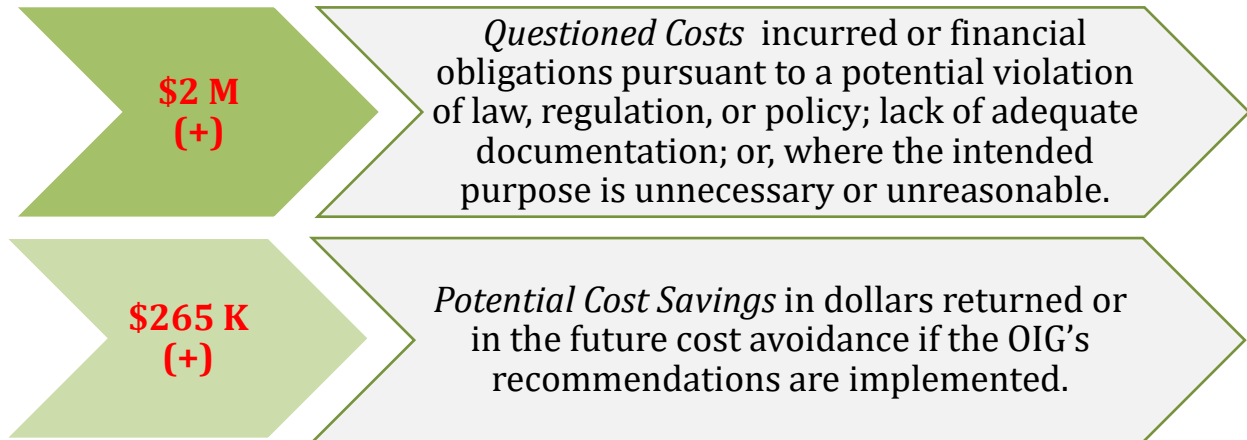 $2 M
(+)
Questioned Costs incurred or financial
obligations pursuant to a potential violation
of law, regulation, or policy; lack of adequate
documentation; or, where the intended
purpose is unnecessary or unreasonable.
$265 K
(+)
Potential Cost Savings in dollars returned or
in the future cost avoidance if the OIG’s
recommendations are implemented.